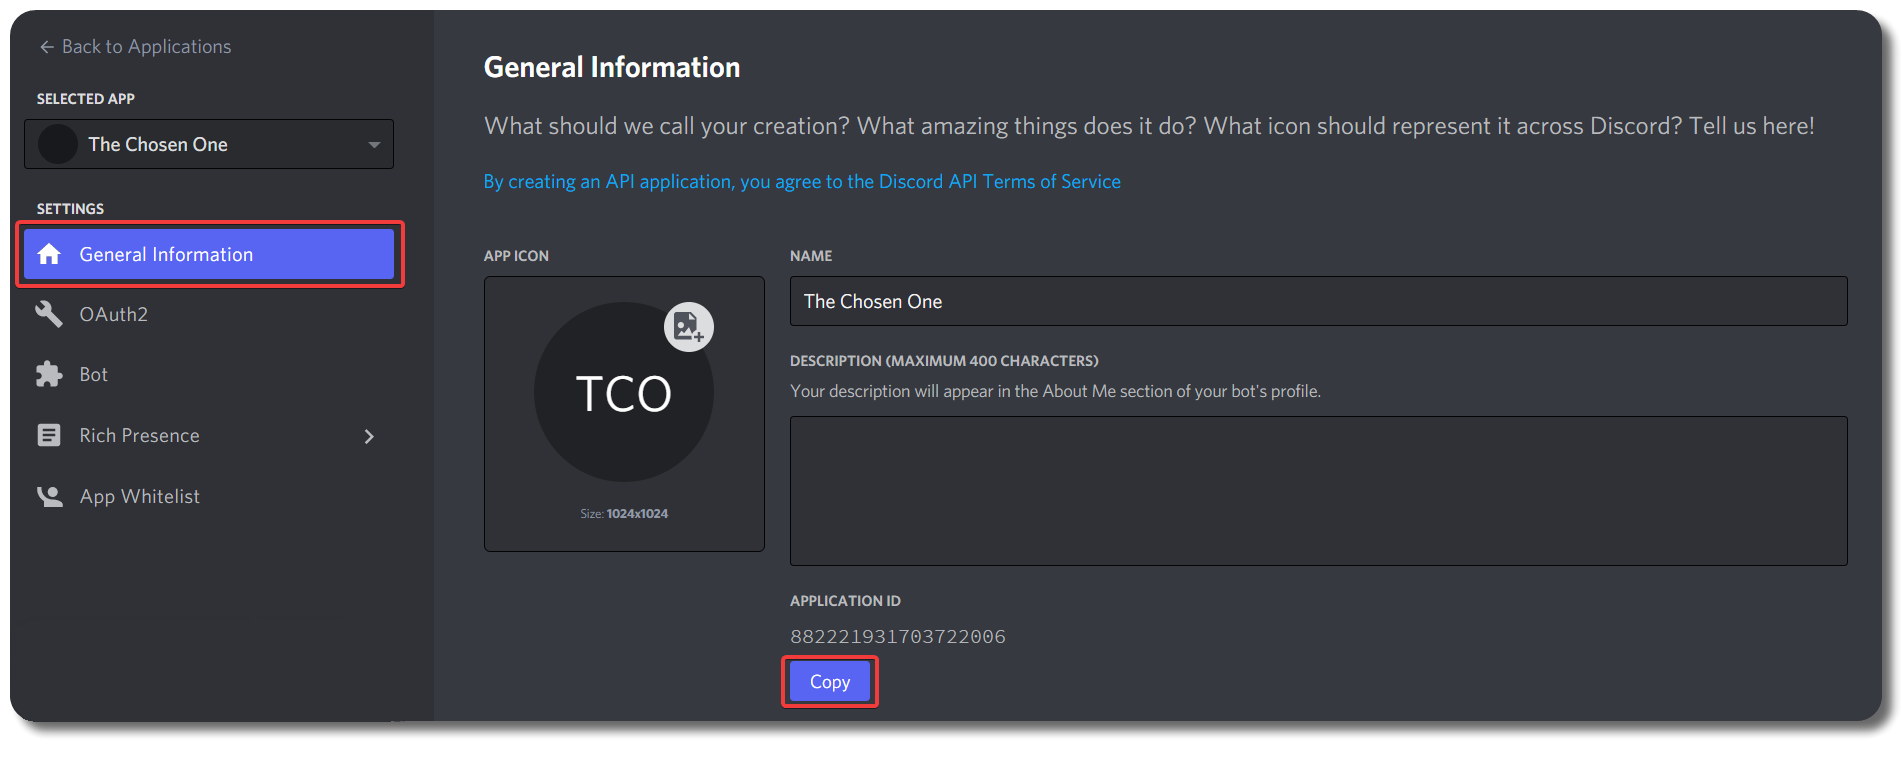 Back to Applications
SELECTED APP
The Chosen One
SETTINGS
General Information
OAuth2
Bot
Rich Presence
App Whitelist
General Information
What should we call your creation? What amazing things does it do? What icon should represent it across Discord? Tell us here!
By creating an API application, you agree to the Discord API Terms of Service
APP ICON
TCO
Size: 1024x1024
NAME
The Chosen One
DESCRIPTION (MAXIMUM 400 CHARACTERS)
Your description will appear in the About Me section of your bot's profile.
APPLICATION ID
882221931703722006
Copy